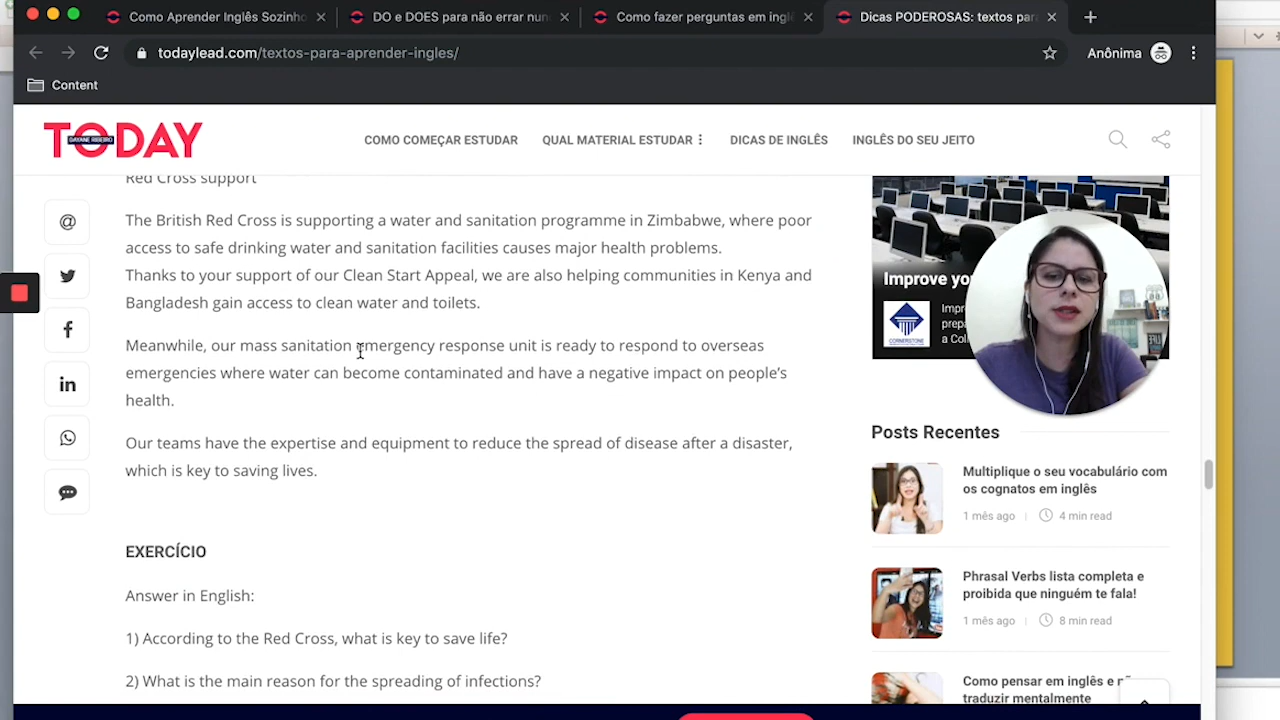 Como Aprender Inglês Sozinho
DO e DOES para não errar nun
Como fazer perguntas em inglê
Dicas PODEROSAS: textos par
todaylead.com/textos-para-aprender-ingles/
Anônima
Content
TODAY
DAYANE RIBEIRO
COMO COMEÇAR ESTUDAR
QUAL MATERIAL ESTUDAR
DICAS DE INGLÊS
INGLÊS DO SEU JEITO
Red Cross support
The British Red Cross is supporting a water and sanitation programme in Zimbabwe, where poor
access to safe drinking water and sanitation facilities causes major health problems.
Thanks to your support of our Clean Start Appeal, we are also helping communities in Kenya and
Bangladesh gain access to clean water and toilets.
Meanwhile, our mass sanitation emergency response unit is ready to respond to overseas
emergencies where water can become contaminated and have a negative impact on people's
health.
Our teams have the expertise and equipment to reduce the spread of disease after a disaster,
which is key to saving lives.
EXERCÍCIO
Answer in English:
1) According to the Red Cross, what is key to save life?
2) What is the main reason for the spreading of infections?
Improve yo
CORNERSTONE
Impr
prepa
a Col
Posts Recentes
Multiplique o seu vocabulário com
os cognatos em inglês
1 mês ago
4 min read
Phrasal Verbs lista completa e
proibida que ninguém te fala!
1 mês ago
8 min read
Como pensar em inglês e nã
traduzir mentalmente